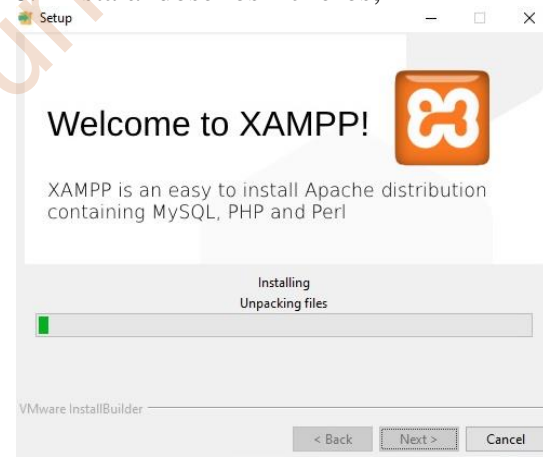 Setup
Welcome to XAMPP!
XAMPP is an easy to install Apache distribution
containing MySQL, PHP and Perl
Installing
Unpacking files
VMware InstallBuilder
< Back
Next >
Cancel